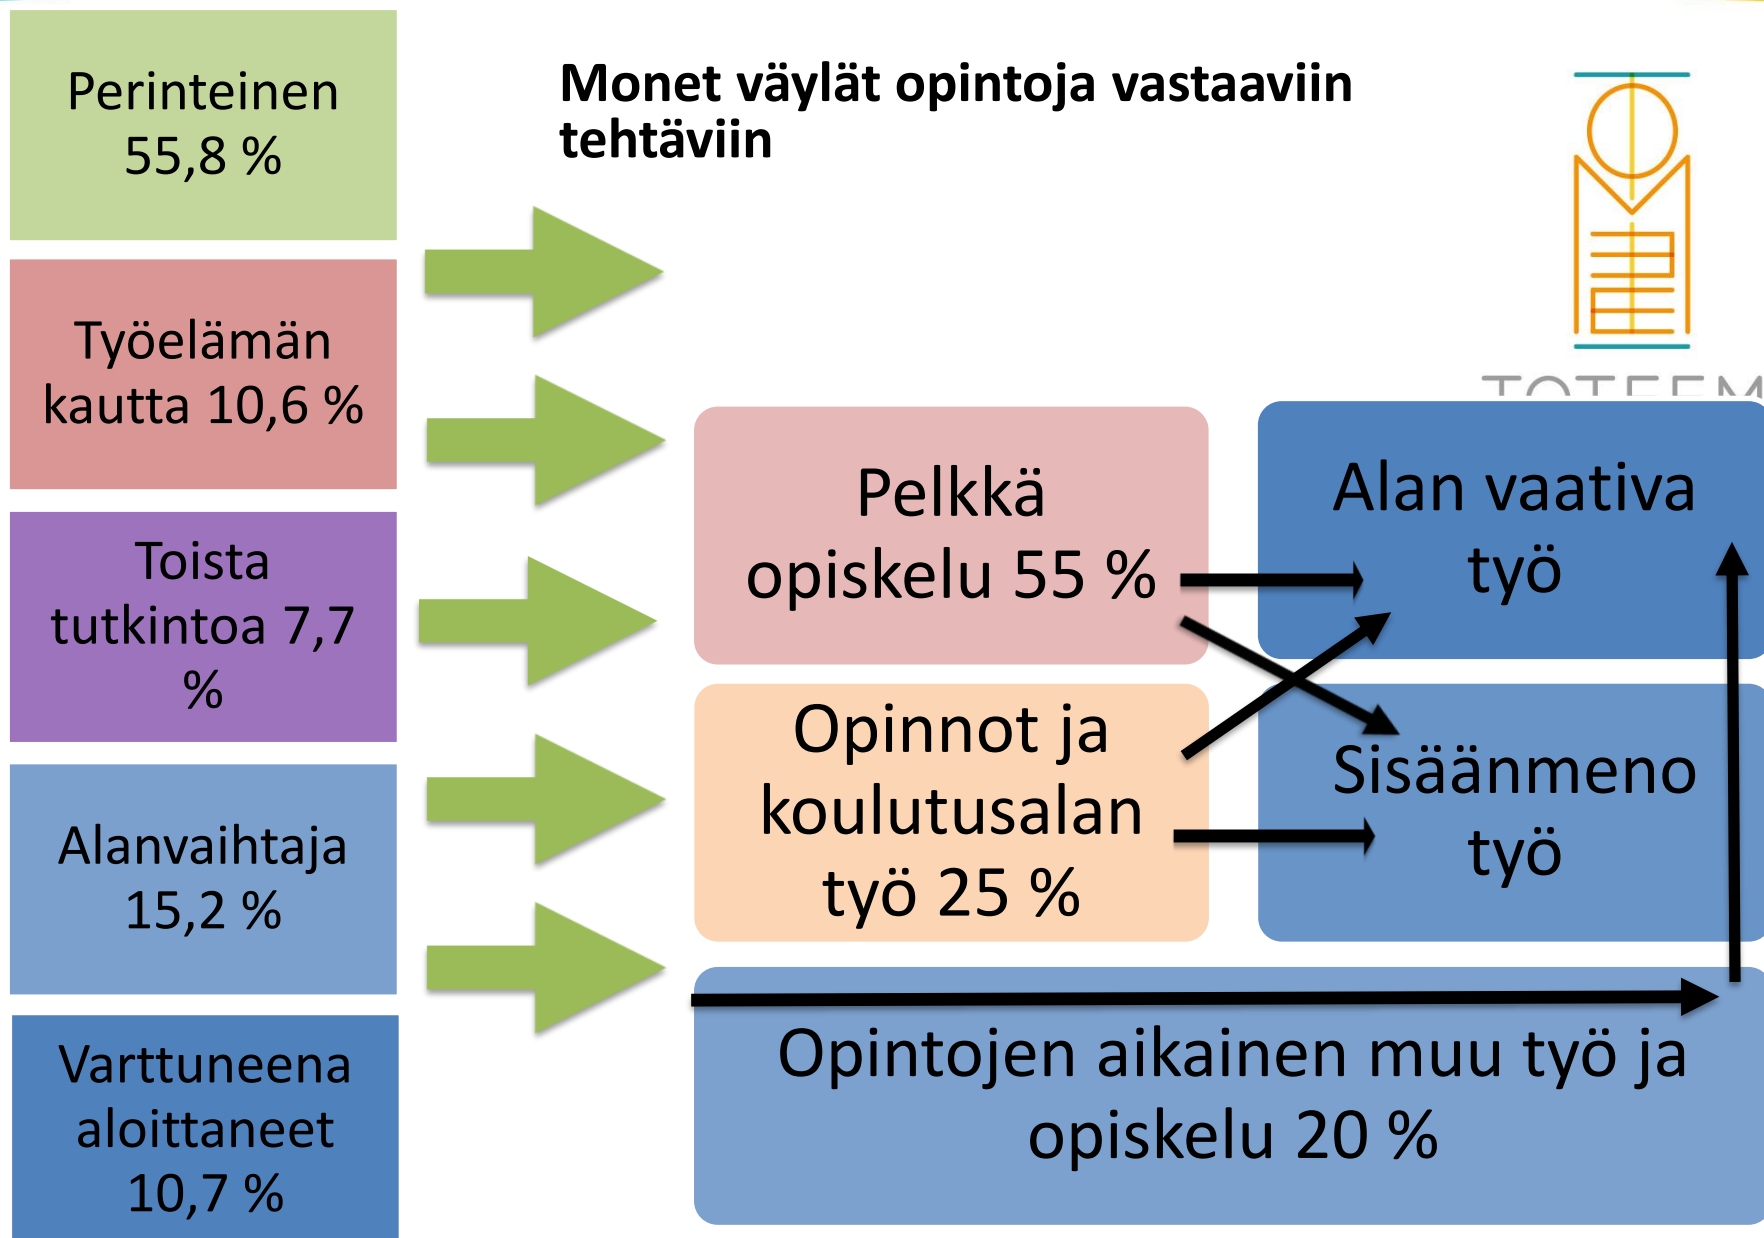 Perinteinen
55,8 %
Monet väylät opintoja vastaaviin
tehtäviin
TOTEEM
Työelämän
kautta 10,6 %
Toista
tutkintoa 7,7
%
Alanvaihtaja
15,2 %
Varttuneena
aloittaneet
10,7 %
Pelkkä
opiskelu 55 %
Alan vaativa
työ
Opinnot ja
koulutusalan
työ 25 %
Sisäänmeno
työ
Opintojen aikainen muu työ ja
opiskelu 20 %